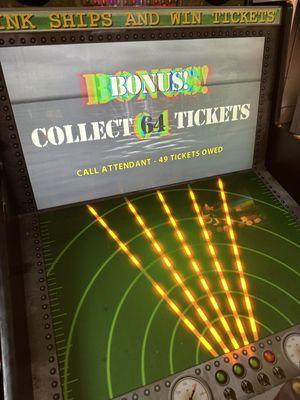 INK SHIPS AND WIN TICKETS
BONUS!
COLLECT 64 TICKETS
CALL ATTENDANT - 49 TICKETS OWED